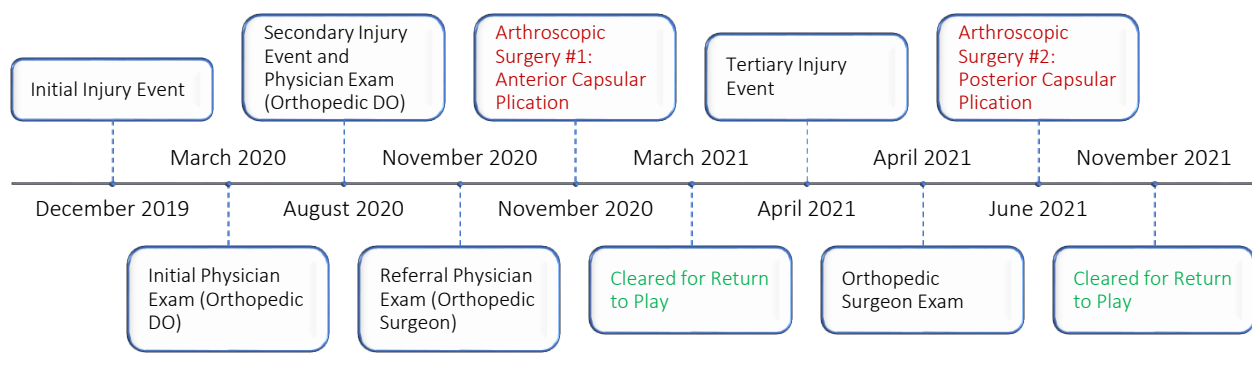 Initial Injury Event
Secondary Injury
Event and
Physician Exam
(Orthopedic DO)
Arthroscopic
Surgery #1:
Anterior Capsular
Plication
Tertiary Injury
Event
Arthroscopic
Surgery #2:
Posterior Capsular
Plication
March 2020
November 2020
March 2021
April 2021
November 2021
December 2019
August 2020
November 2020
April 2021
June 2021
Initial Physician
Exam (Orthopedic
DO)
Referral Physician
Exam (Orthopedic
Surgeon)
Cleared for Return
to Play
Orthopedic
Surgeon Exam
Cleared for Return
to Play